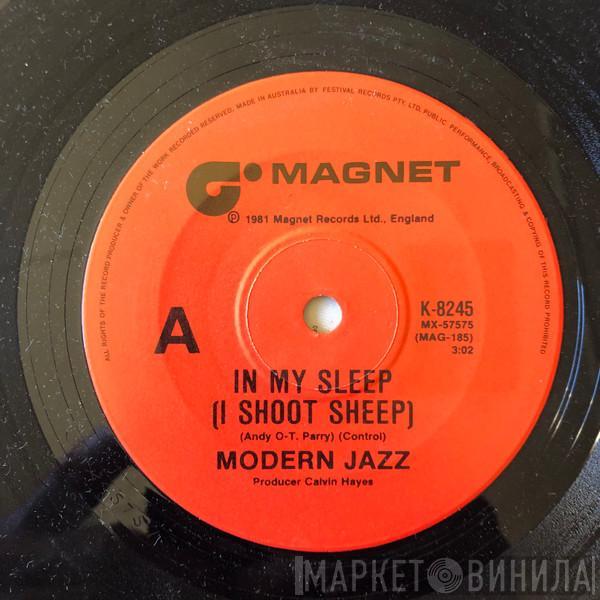 ALL RIGHTS OF THE RECORD PRODUCER & OWNER OF THE WORK RECORDED RESERVED. MADE IN AUSTRALIA BY FESTIVAL RECORDS PTY. LTD. PUBLIC PERFORMANCE, BROADCASTING & COPYING OF THIS RECORD PROHIBITED
MAGNET
℗ 1981 Magnet Records Ltd., England
A
K-8245
MX-57575
(MAG-185)
3:02
IN MY SLEEP
(I SHOOT SHEEP)
(Andy O-T. Parry) (Control)
MODERN JAZZ
Producer Calvin Hayes
МАРКЕТ ВИНИЛА